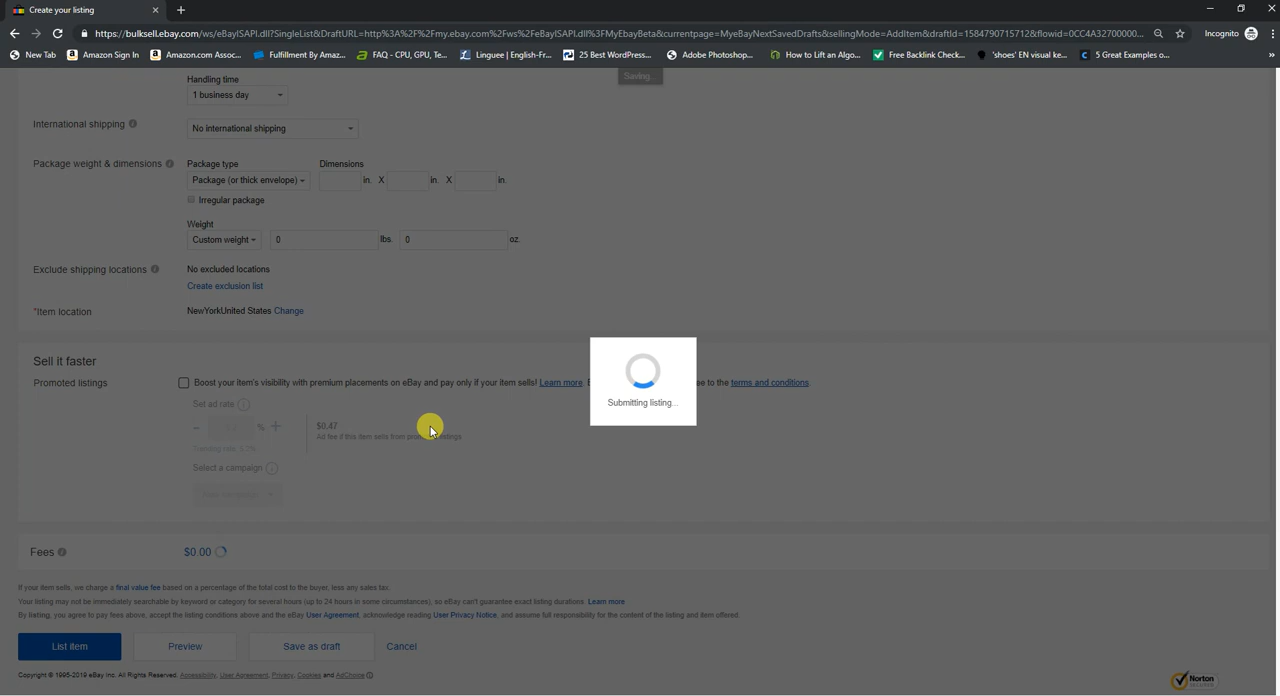 Create your listing
https://bulksell.ebay.com/ws/eBayISAPI.dll?SingleList&DraftURL=http%3A%2F%2Fmy.ebay.com%2Fws%2FeBayISAPI.dll%3FMyEbayBeta&currentpage=MyeBayNextSavedDrafts&sellingMode=AddItem&draftId=1584790715712&flowid=0CC4A32700000... Incognito
New Tab Amazon Sign In Amazon.com Assoc... Fulfillment By Amaz... FAQ - CPU, GPU, Te... Linguee | English-Fr... 25 Best WordPress... Adobe Photoshop... How to Lift an Algo... Free Backlink Check... 'shoes' EN visual ke... 5 Great Examples o... »
Saving...
Handling time
1 business day
International shipping
No international shipping
Package weight & dimensions
Package type Dimensions
Package (or thick envelope) in. X in. X in.
Irregular package
Weight
Custom weight 0 lbs. 0 oz.
Exclude shipping locations No excluded locations
Create exclusion list
*Item location NewYorkUnited States Change
Sell it faster
Promoted listings Boost your item's visibility with premium placements on eBay and pay only if your item sells! Learn more. ee to the terms and conditions.
Submitting listing...
Set ad rate
– % + $0.47
Ad fee if this item sells from promoted listings
Trending rate: 5.2%
Select a campaign
Fees $0.00
If your item sells, we charge a final value fee based on a percentage of the total cost to the buyer, less any sales tax.
Your listing may not be immediately searchable by keyword or category for several hours (up to 24 hours in some circumstances), so eBay can't guarantee exact listing durations. Learn more
By listing, you agree to pay fees above, accept the listing conditions above and the eBay User Agreement, acknowledge reading User Privacy Notice, and assume full responsibility for the content of the listing and item offered.
List item Preview Save as draft Cancel
Copyright © 1995-2019 eBay Inc. All Rights Reserved. Accessibility, User Agreement, Privacy, Cookies and AdChoice
Norton
SECURED